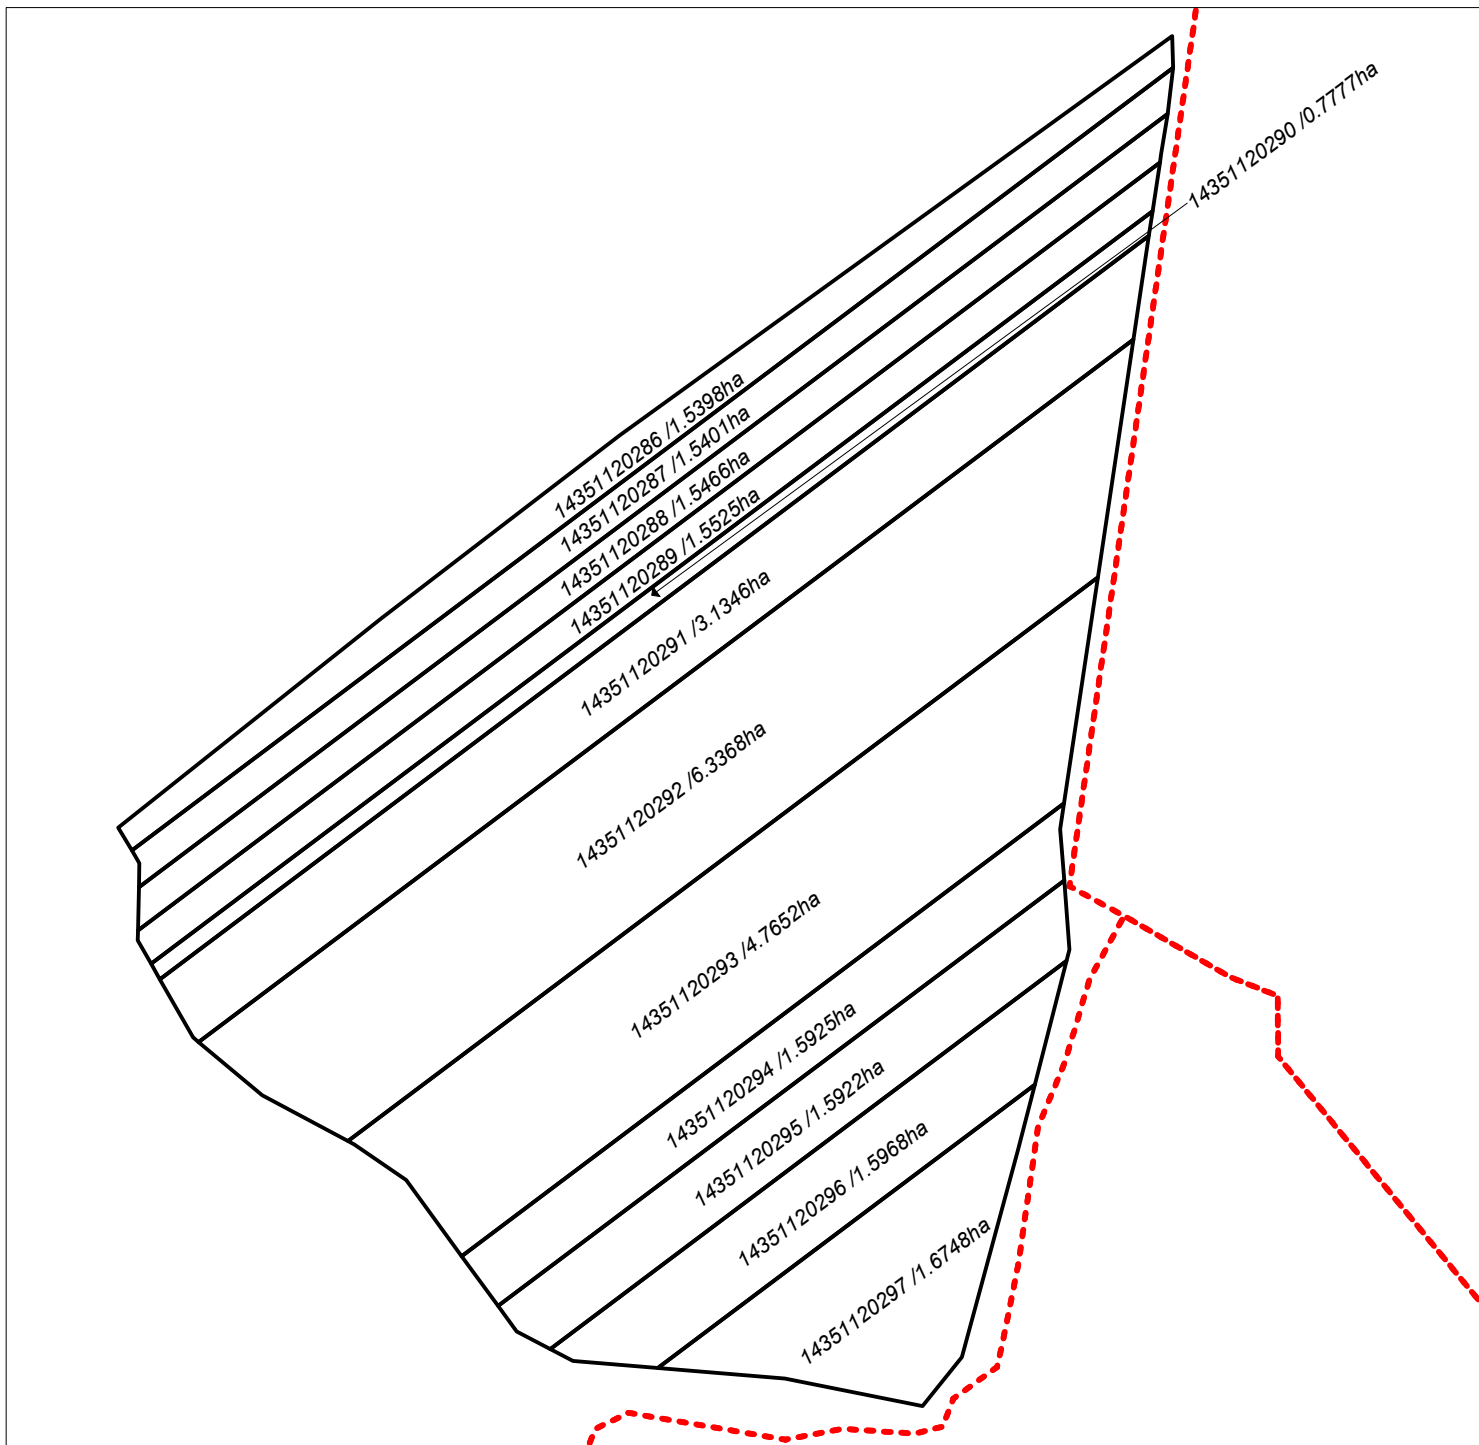 14351120290 /0.7777ha
14351120286 /1.5398ha
14351120287 /1.5401ha
14351120288 /1.5466ha
14351120289 /1.5525ha
14351120291 /3.1346ha
14351120292 /6.3368ha
14351120293 /4.7652ha
14351120294 /1.5925ha
14351120295 /1.5922ha
14351120296 /1.5968ha
14351120297 /1.6748ha